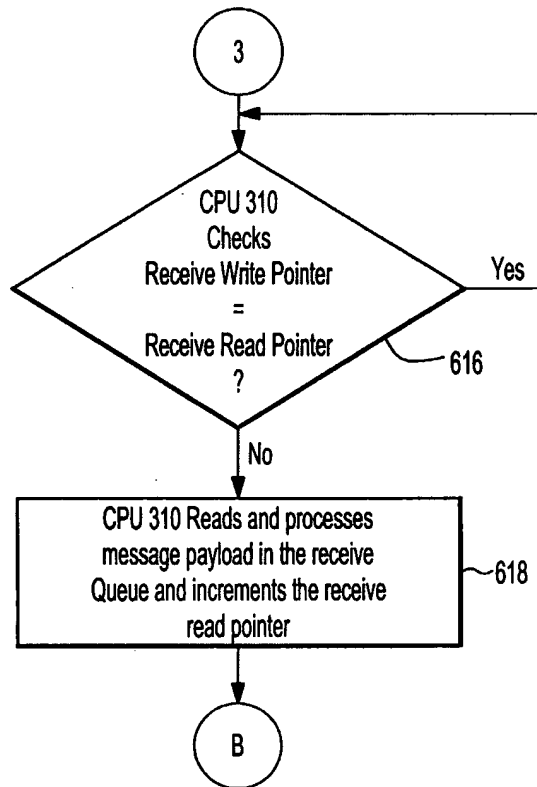 3
CPU 310
Checks
Receive Write Pointer
=
Receive Read Pointer
?
Yes
616
No
CPU 310 Reads and processes
message payload in the receive
Queue and increments the receive
read pointer
618
B